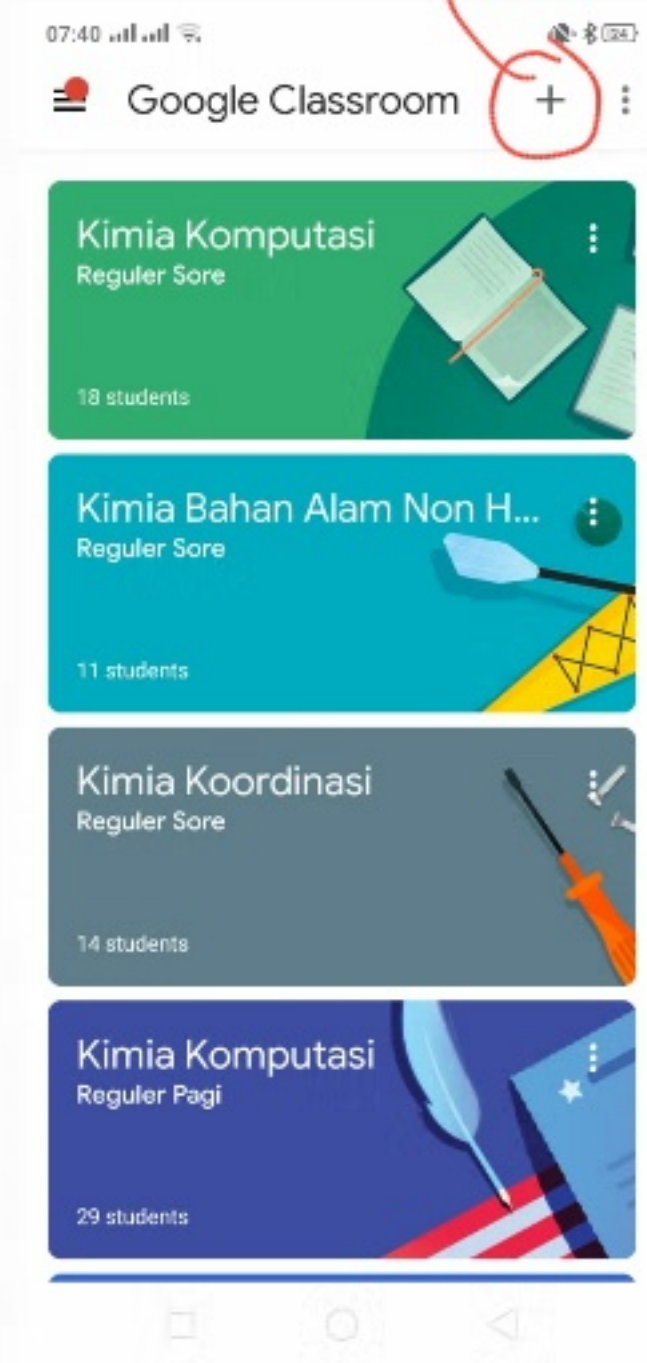 07:40
24
Google Classroom
Kimia Komputasi
Reguler Sore
18 students
Kimia Bahan Alam Non H...
Reguler Sore
11 students
Kimia Koordinasi
Reguler Sore
14 students
Kimia Komputasi
Reguler Pagi
29 students